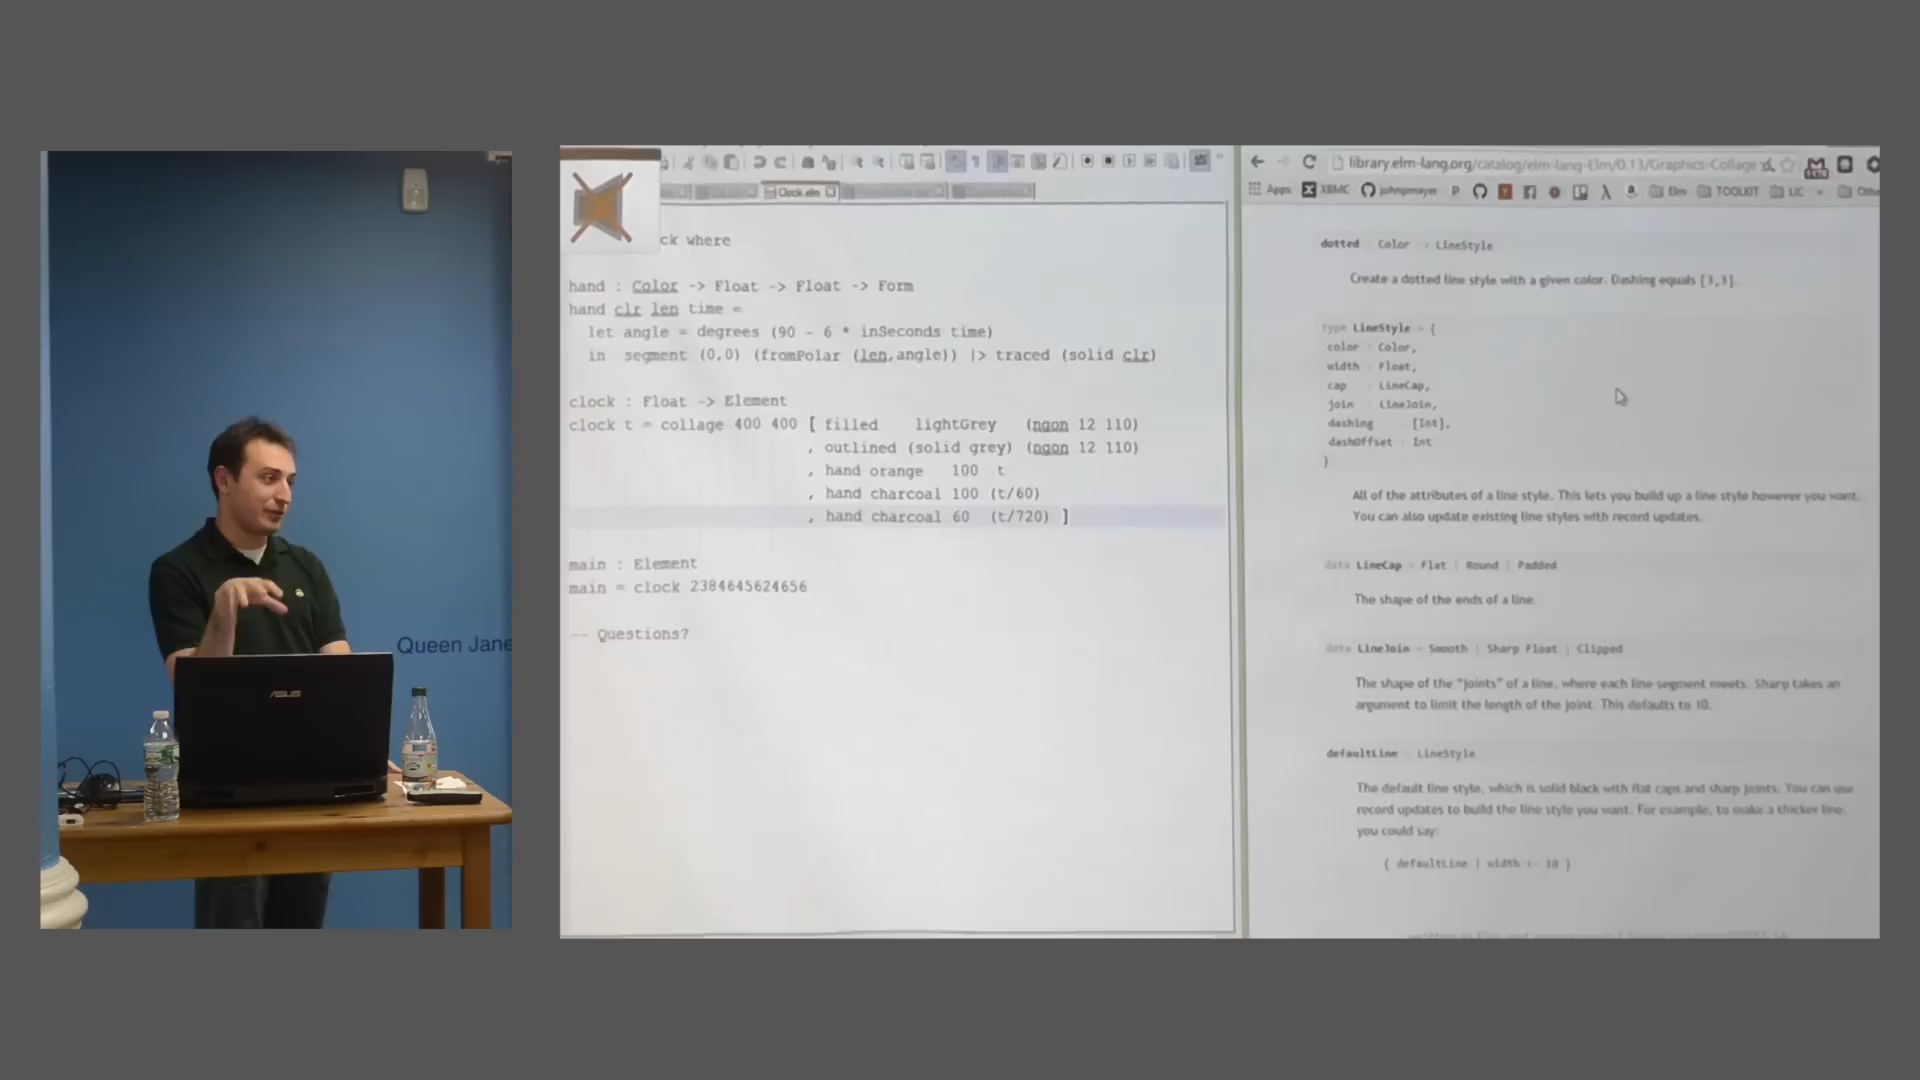 ASUS
Queen Jane
Clock.elm
ck where
hand : Color -> Float -> Float -> Form
hand clr len time =
let angle = degrees (90 - 6 * inSeconds time)
in segment (0,0) (fromPolar (len,angle)) |> traced (solid clr)
clock : Float -> Element
clock t = collage 400 400 [ filled lightGrey (ngon 12 110)
, outlined (solid grey) (ngon 12 110)
, hand orange 100 t
, hand charcoal 100 (t/60)
, hand charcoal 60 (t/720) ]
main : Element
main = clock 2384645624656
-- Questions?
library.elm-lang.org/catalog/elm-lang-Elm/0.13/Graphics-Collage
Apps XBMC johnpmayer Elm TOOLKIT UC » Othe
dotted : Color -> LineStyle
Create a dotted line style with a given color. Dashing equals [3,3].
type LineStyle = {
color : Color,
width : Float,
cap : LineCap,
join : LineJoin,
dashing : [Int],
dashOffset : Int
}
All of the attributes of a line style. This lets you build up a line style however you want.
You can also update existing line styles with record updates.
data LineCap = Flat | Round | Padded
The shape of the ends of a line.
data LineJoin = Smooth | Sharp Float | Clipped
The shape of the "joints" of a line, where each line segment meets. Sharp takes an
argument to limit the length of the joint. This defaults to 10.
defaultLine : LineStyle
The default line style, which is solid black with flat caps and sharp joints. You can use
record updates to build the line style you want. For example, to make a thicker line,
you could say:
{ defaultLine | width <- 10 }